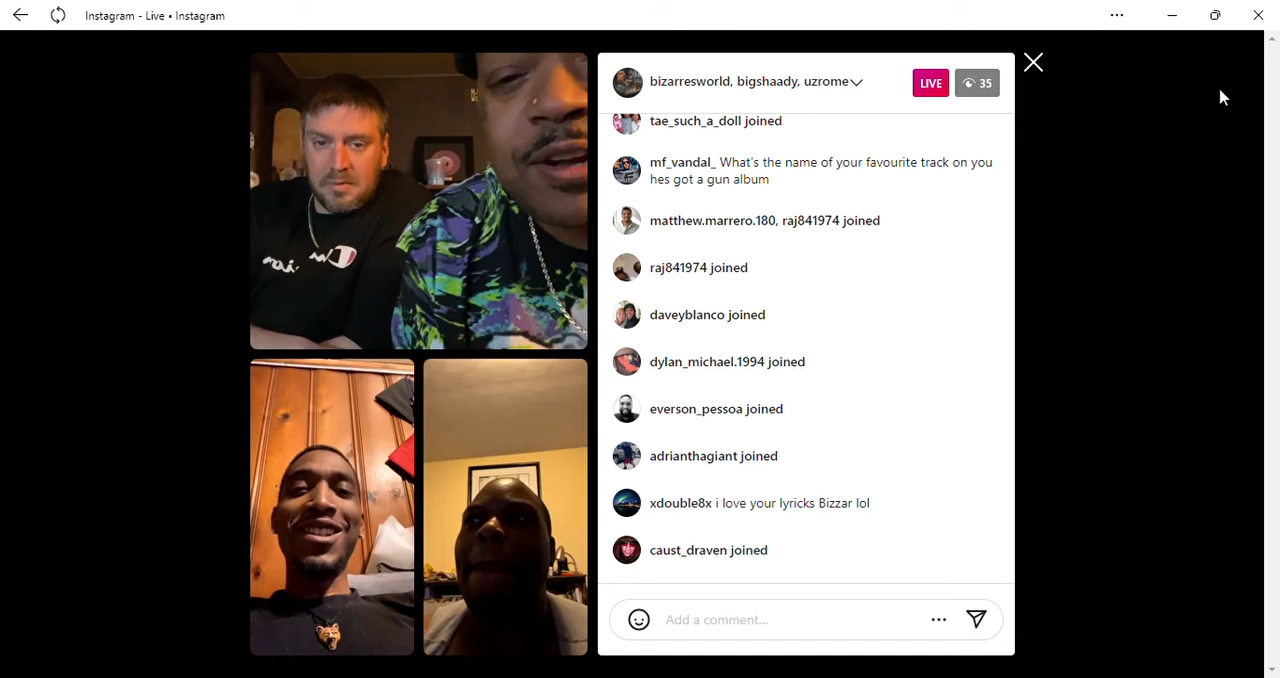 Instagram - Live • Instagram
bizarresworld, bigshaady, uzrome
LIVE
35
tae_such_a_doll joined
mf_vandal_ What's the name of your favourite track on you
hes got a gun album
matthew.marrero.180, raj841974 joined
raj841974 joined
daveyblanco joined
dylan_michael.1994 joined
everson_pessoa joined
adrianthagiant joined
xdouble8x i love your lyricks Bizzar lol
caust_draven joined
Add a comment...